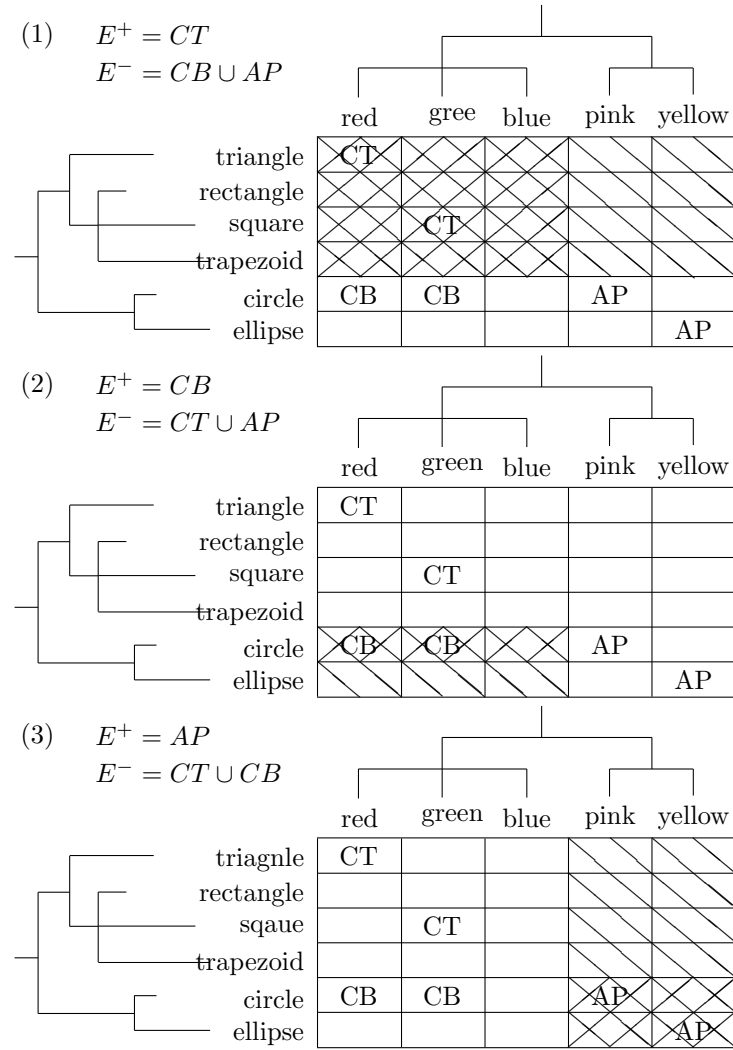 (1) E⁺ = CT
E⁻ = CB ∪ AP
red gree blue pink yellow
triangle CT
rectangle
square CT
trapezoid
circle CB CB AP
ellipse AP
(2) E⁺ = CB
E⁻ = CT ∪ AP
red green blue pink yellow
triangle CT
rectangle
square CT
trapezoid
circle CB CB AP
ellipse AP
(3) E⁺ = AP
E⁻ = CT ∪ CB
red green blue pink yellow
triagnle CT
rectangle
sqaue CT
trapezoid
circle CB CB AP
ellipse AP